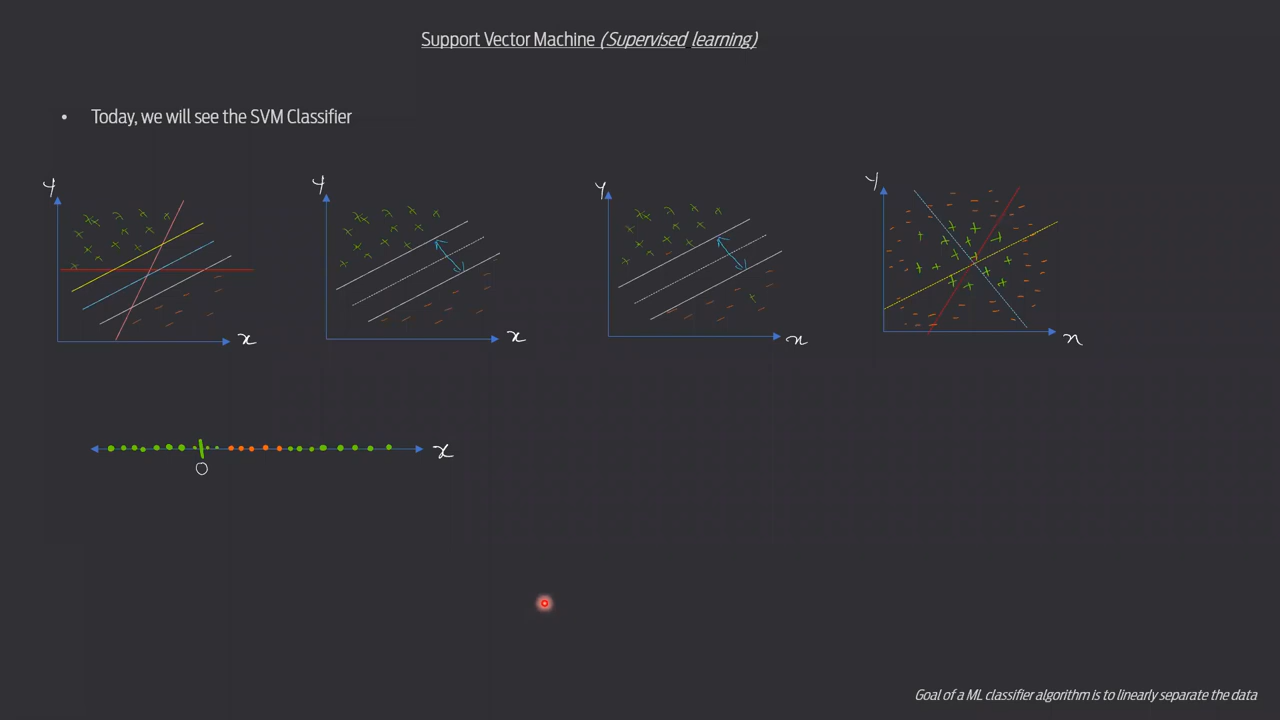 Support Vector Machine (Supervised learning)
• Today, we will see the SVM Classifier
y y y y
x x x x
x
0
Goal of a ML classifier algorithm is to linearly separate the data